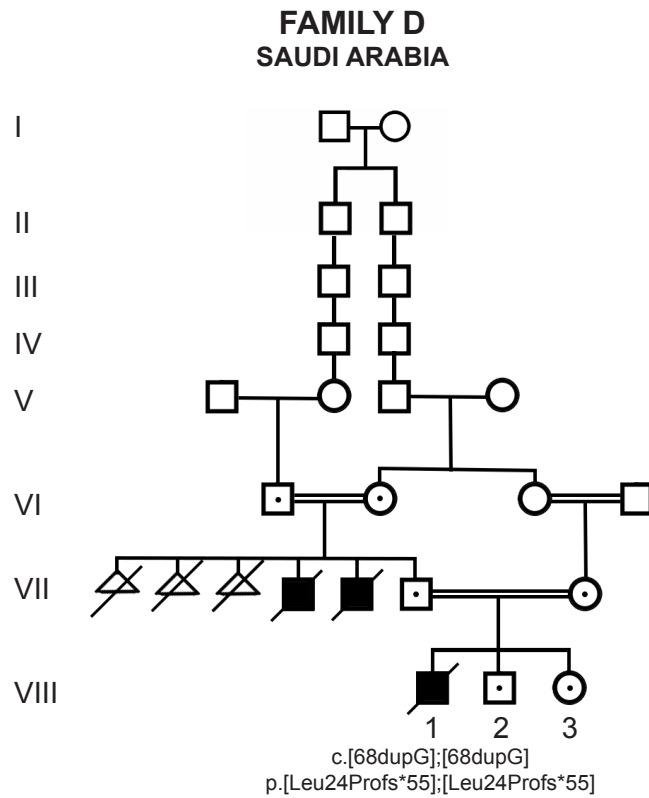 FAMILY D
SAUDI ARABIA
I
II
III
IV
V
VI
VII
VIII
1 2 3
c.[68dupG];[68dupG]
p.[Leu24Profs*55];[Leu24Profs*55]